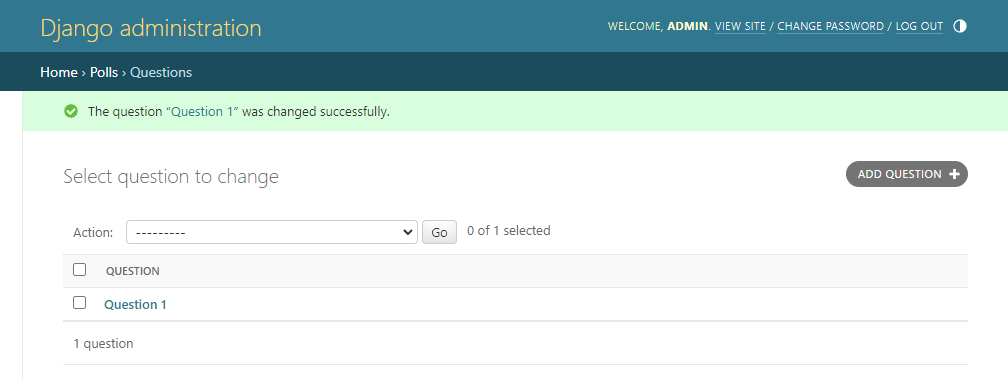 Django administration
WELCOME, ADMIN. VIEW SITE / CHANGE PASSWORD / LOG OUT
Home › Polls › Questions
The question “Question 1” was changed successfully.
Select question to change
ADD QUESTION +
Action: --------- Go 0 of 1 selected
QUESTION
Question 1
1 question